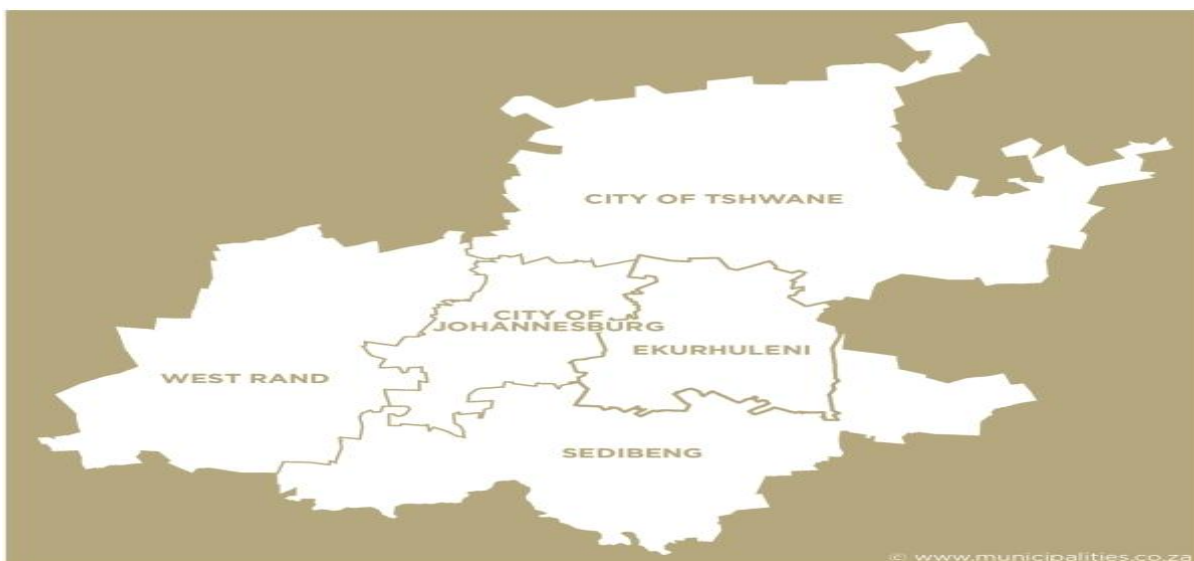 CITY OF TSHWANE
CITY OF
JOHANNESBURG
EKURHULENI
WEST RAND
SEDIBENG
© www.municipalities.co.za